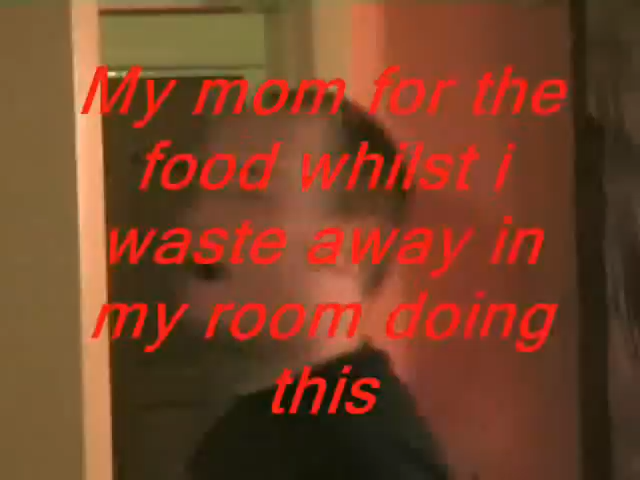 My mom for the
food whilst i
waste away in
my room doing
this